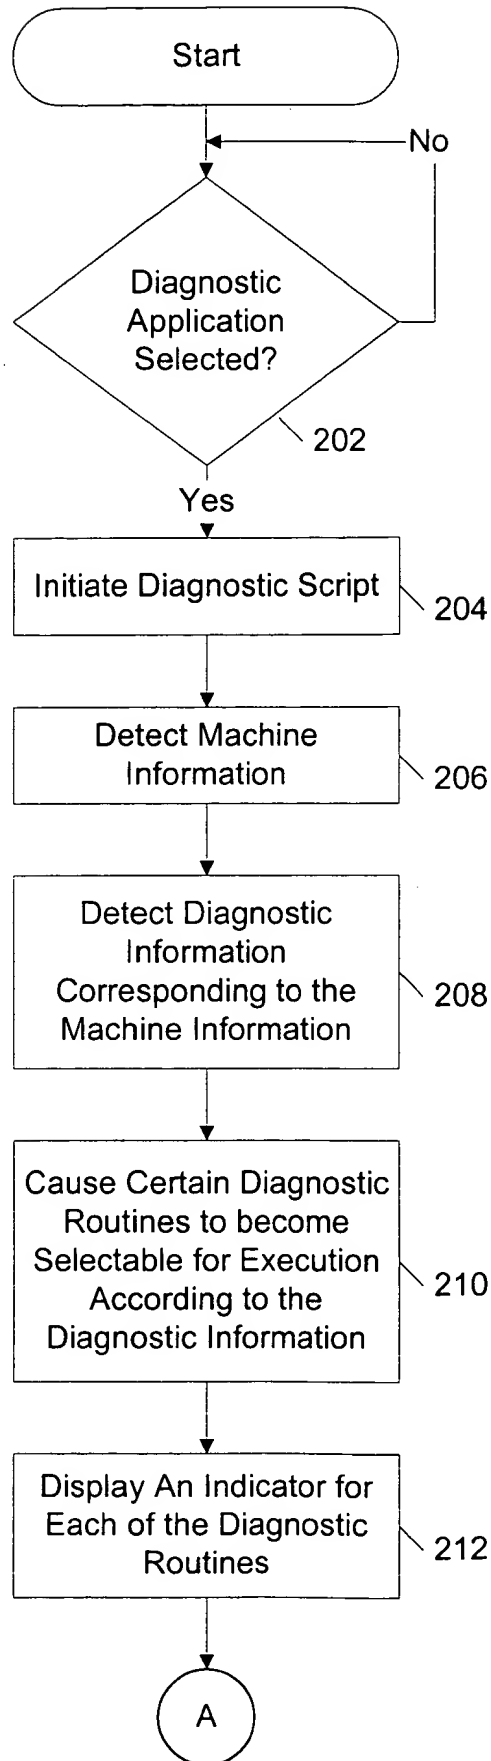 Start
No
Diagnostic
Application
Selected?
202
Yes
Initiate Diagnostic Script
204
Detect Machine
Information
206
Detect Diagnostic
Information
Corresponding to the
Machine Information
208
Cause Certain Diagnostic
Routines to become
Selectable for Execution
According to the
Diagnostic Information
210
Display An Indicator for
Each of the Diagnostic
Routines
212
A